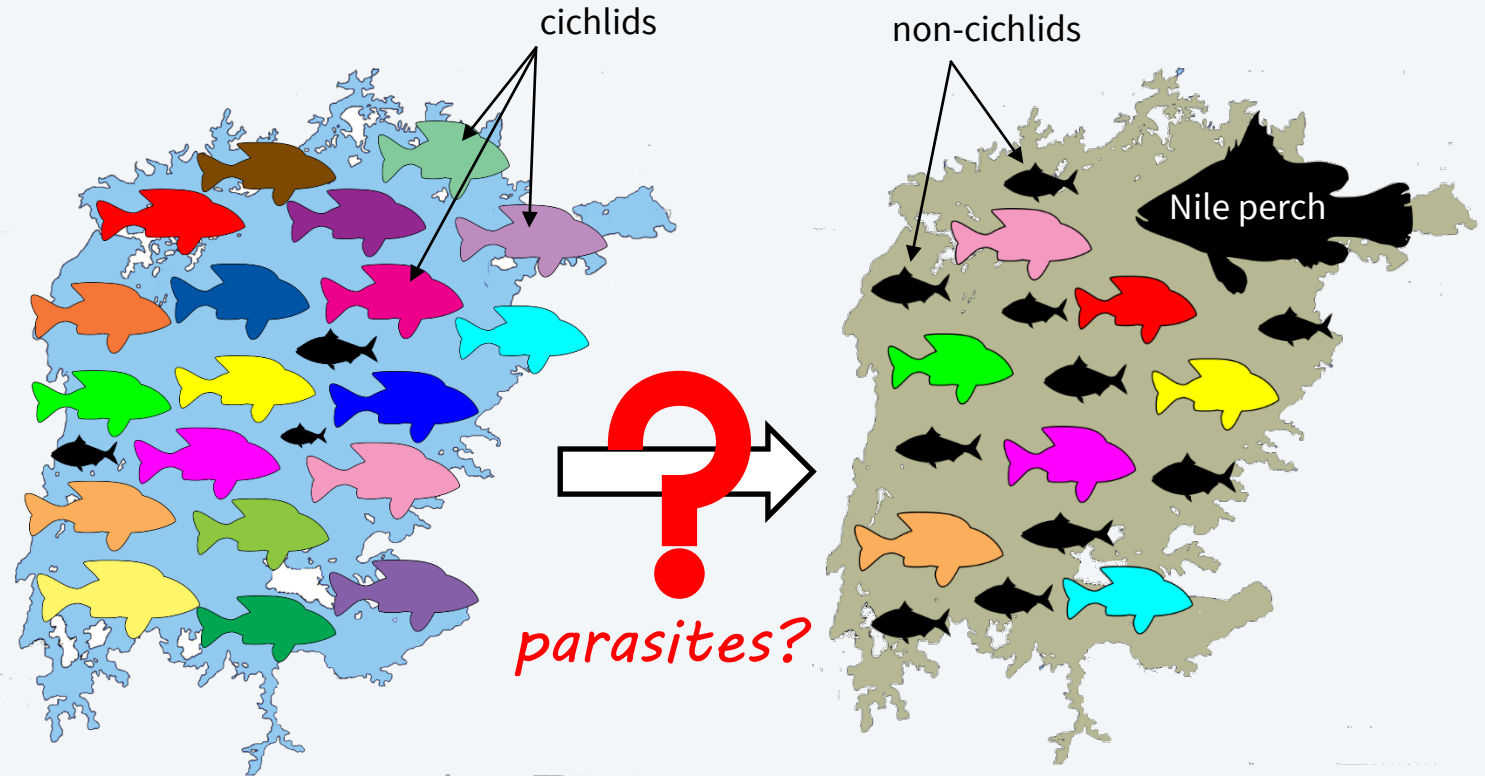 cichlids
non-cichlids
Nile perch
?
parasites?